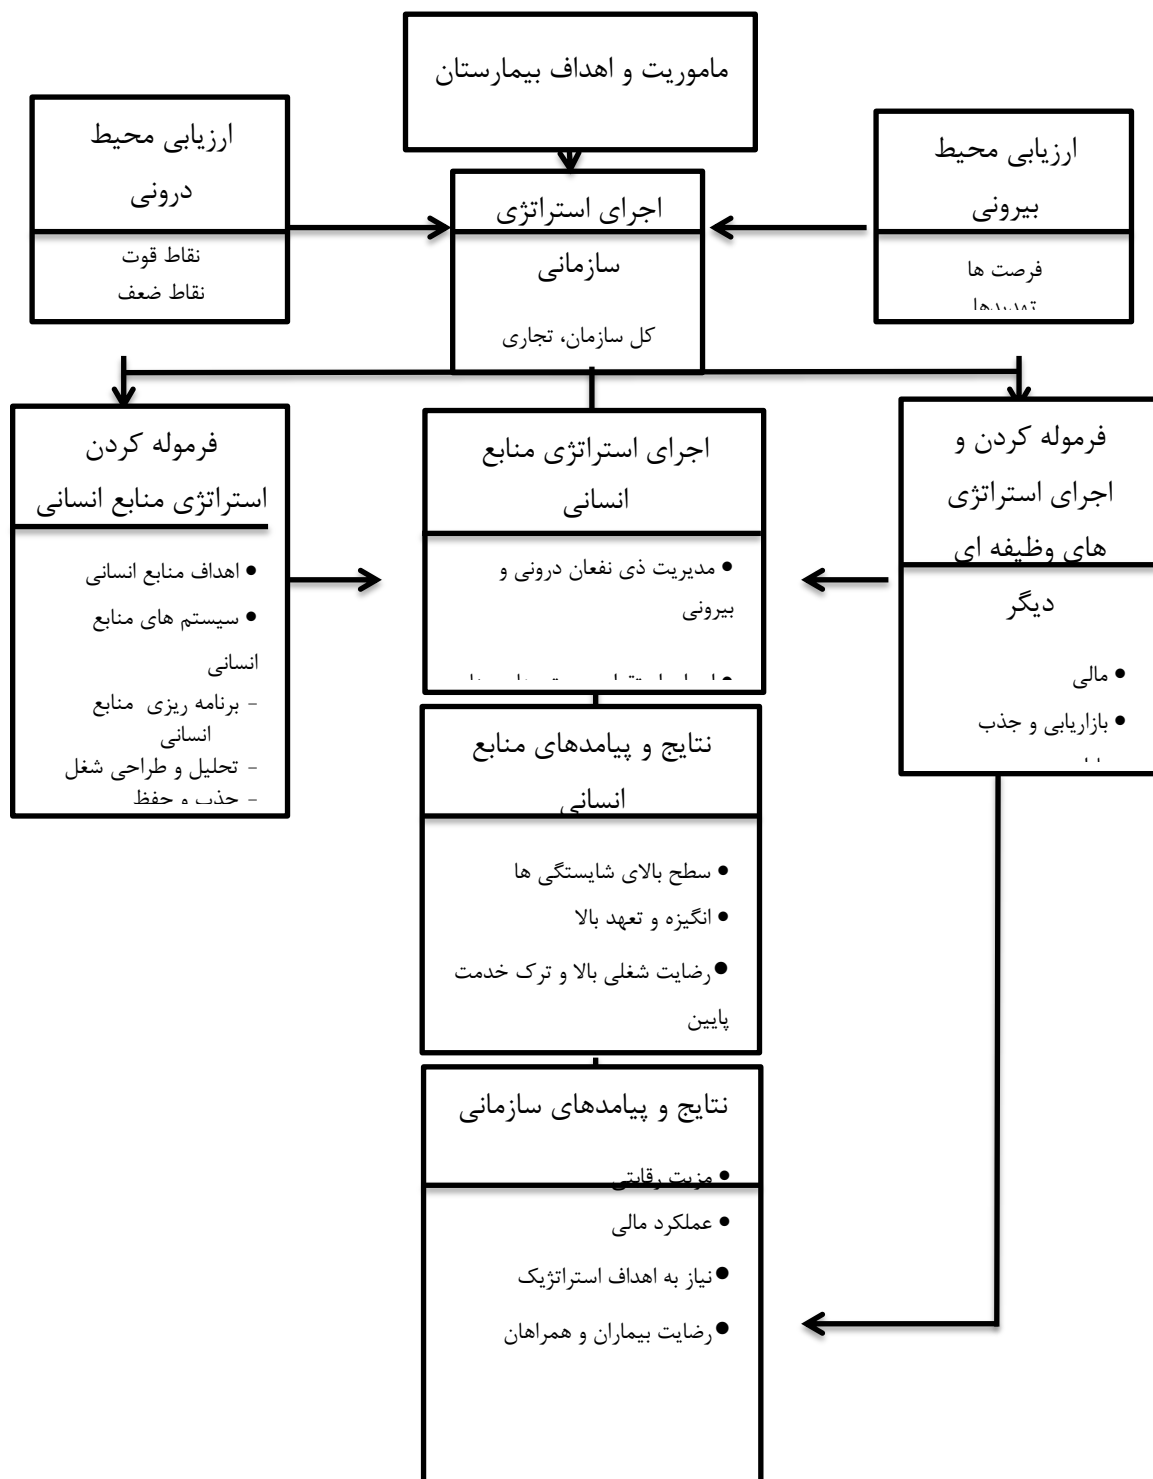 ماموریت و اهداف بیمارستان
ارزیابی محیط
بیرونی
فرصت ها
اجرای استراتژی
سازمانی
کل سازمان، تجاری
ارزیابی محیط
درونی
نقاط قوت
نقاط ضعف
فرموله کردن و
اجرای استراتژی
های وظیفه ای
دیگر
• مالی
• بازاریابی و جذب
اجرای استراتژی منابع
انسانی
• مدیریت ذی نفعان درونی و
بیرونی
فرموله کردن
استراتژی منابع انسانی
• اهداف منابع انسانی
• سیستم های منابع
انسانی
- برنامه ریزی منابع
انسانی
- تحلیل و طراحی شغل
- جذب و حفظ
نتایج و پیامدهای منابع
انسانی
• سطح بالای شایستگی ها
• انگیزه و تعهد بالا
• رضایت شغلی بالا و ترک خدمت
پایین
نتایج و پیامدهای سازمانی
• مزیت رقابتی
• عملکرد مالی
• نیاز به اهداف استراتژیک
• رضایت بیماران و همراهان